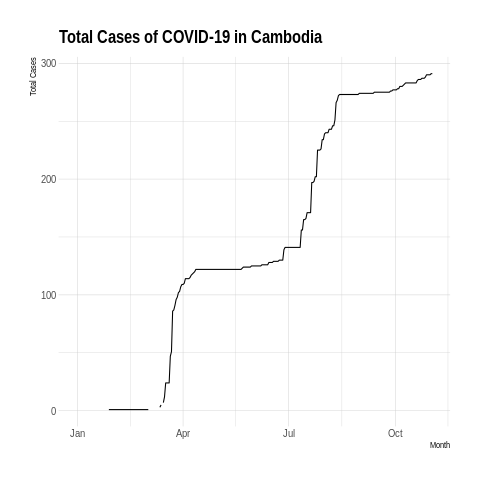 Total Cases of COVID-19 in Cambodia
Total Cases
300
200
100
0
Jan
Apr
Jul
Oct
Month